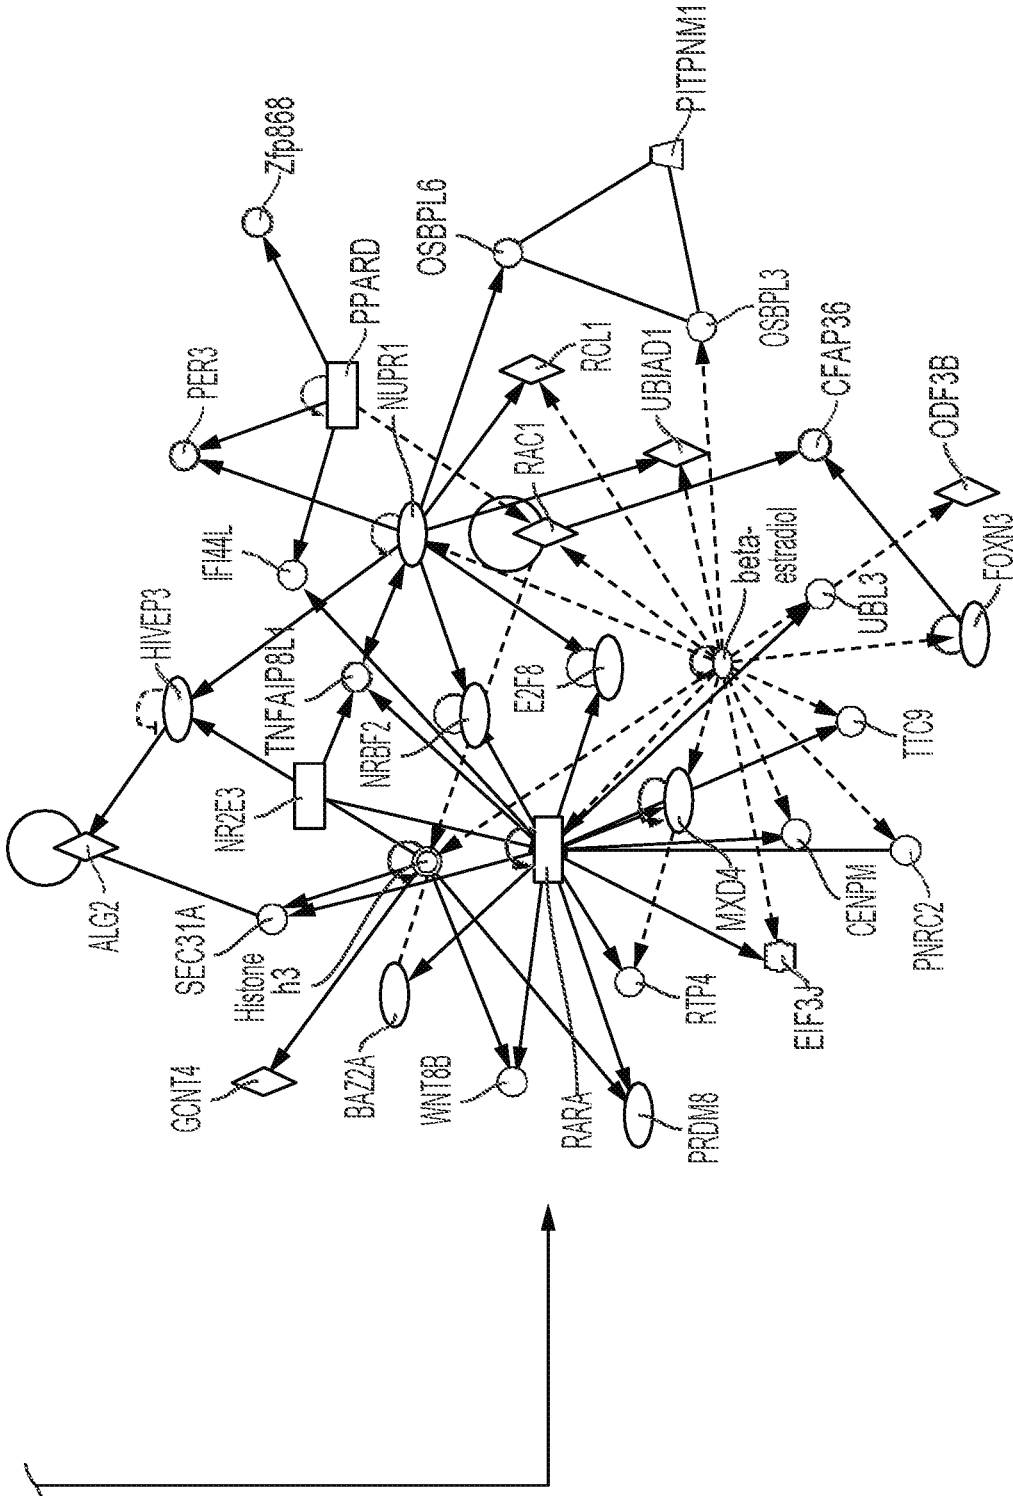 ALG2
HIVEP3
IFI44L
PER3
Zfp868
PPARD
NUPR1
OSBPL6
PITPNM1
SEC31A
NR2E3
TNFAIP8L1
NRBF2
GCNT4
Histone
h3
BAZ2A
WNT8B
RARA
PRDM8
E2F8
RAC1
RCL1
UBIAD1
OSBPL3
CFAP36
ODF3B
beta-
estradiol
UBL3
FOXN3
RTP4
MXD4
EIF3J
CENPM
PNRC2
TTC9